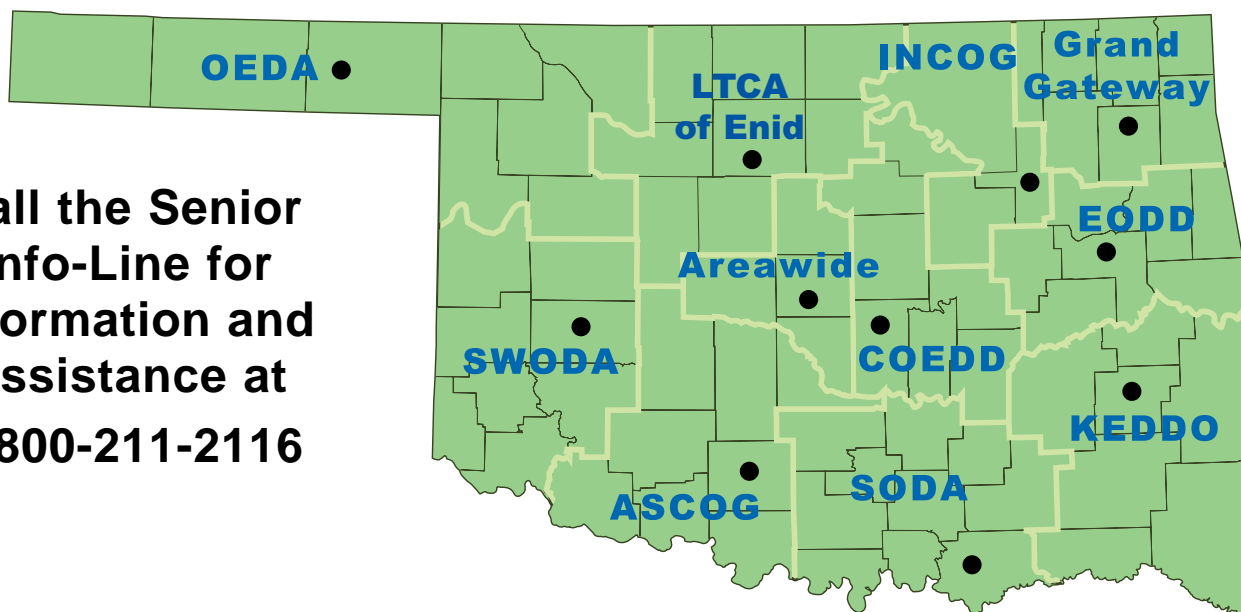 OEDA
INCOG
Grand
Gateway
LTCA
of Enid
all the Senior
nfo-Line for
ormation and
ssistance at
800-211-2116
EODD
Areawide
SWODA
COEDD
KEDDO
SODA
ASCOG